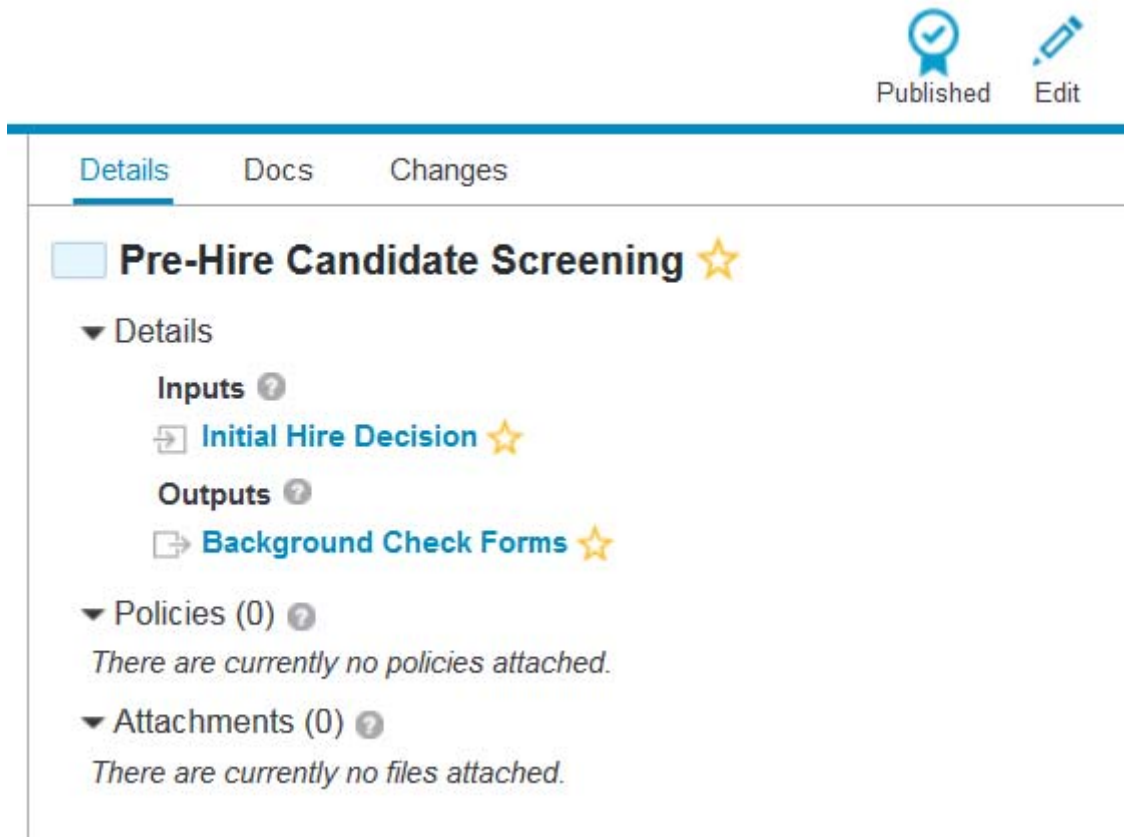 Published Edit
Details Docs Changes
Pre-Hire Candidate Screening
Details
Inputs ?
Initial Hire Decision
Outputs ?
Background Check Forms
Policies (0) ?
There are currently no policies attached.
Attachments (0) ?
There are currently no files attached.